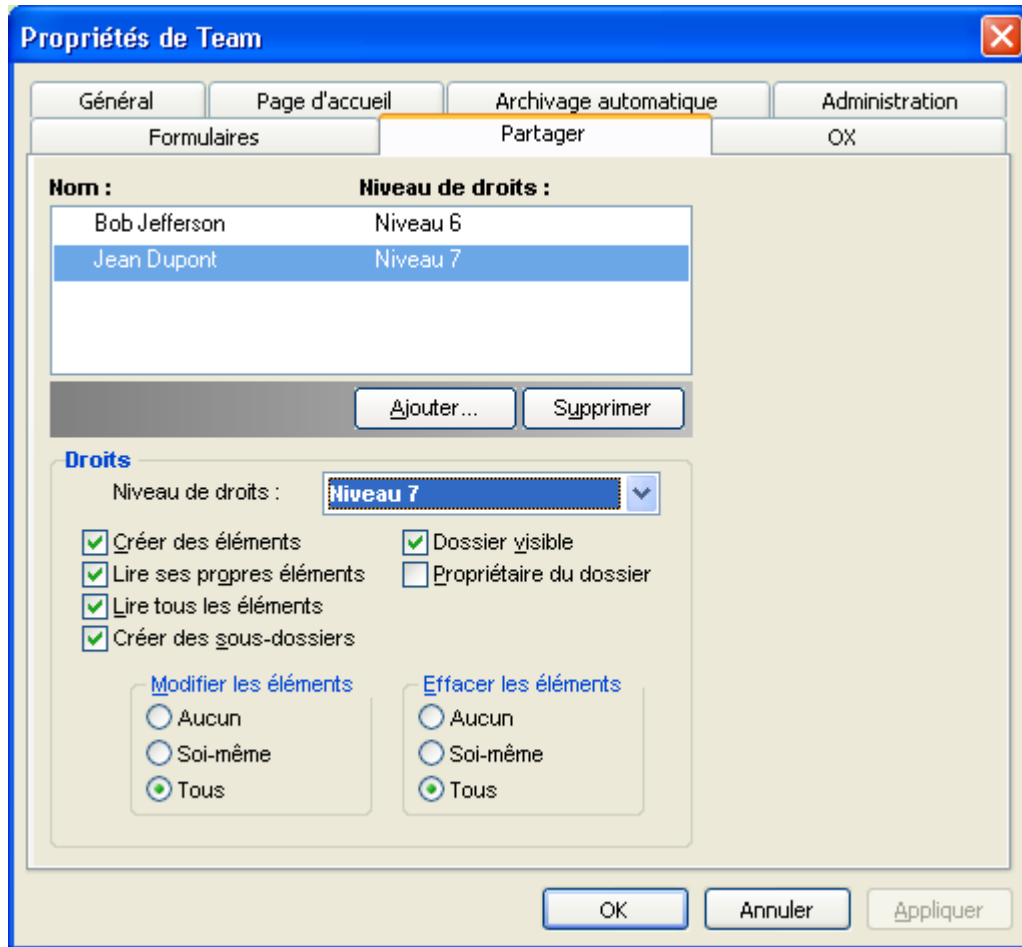 Propriétés de Team
Général Page d'accueil Archivage automatique Administration
Formulaires Partager OX
Nom : Niveau de droits :
Bob Jefferson Niveau 6
Jean Dupont Niveau 7
Ajouter... Supprimer
Droits
Niveau de droits : Niveau 7
Créer des éléments Dossier visible
Lire ses propres éléments Propriétaire du dossier
Lire tous les éléments
Créer des sous-dossiers
Modifier les éléments Effacer les éléments
Aucun Aucun
Soi-même Soi-même
Tous Tous
OK Annuler Appliquer